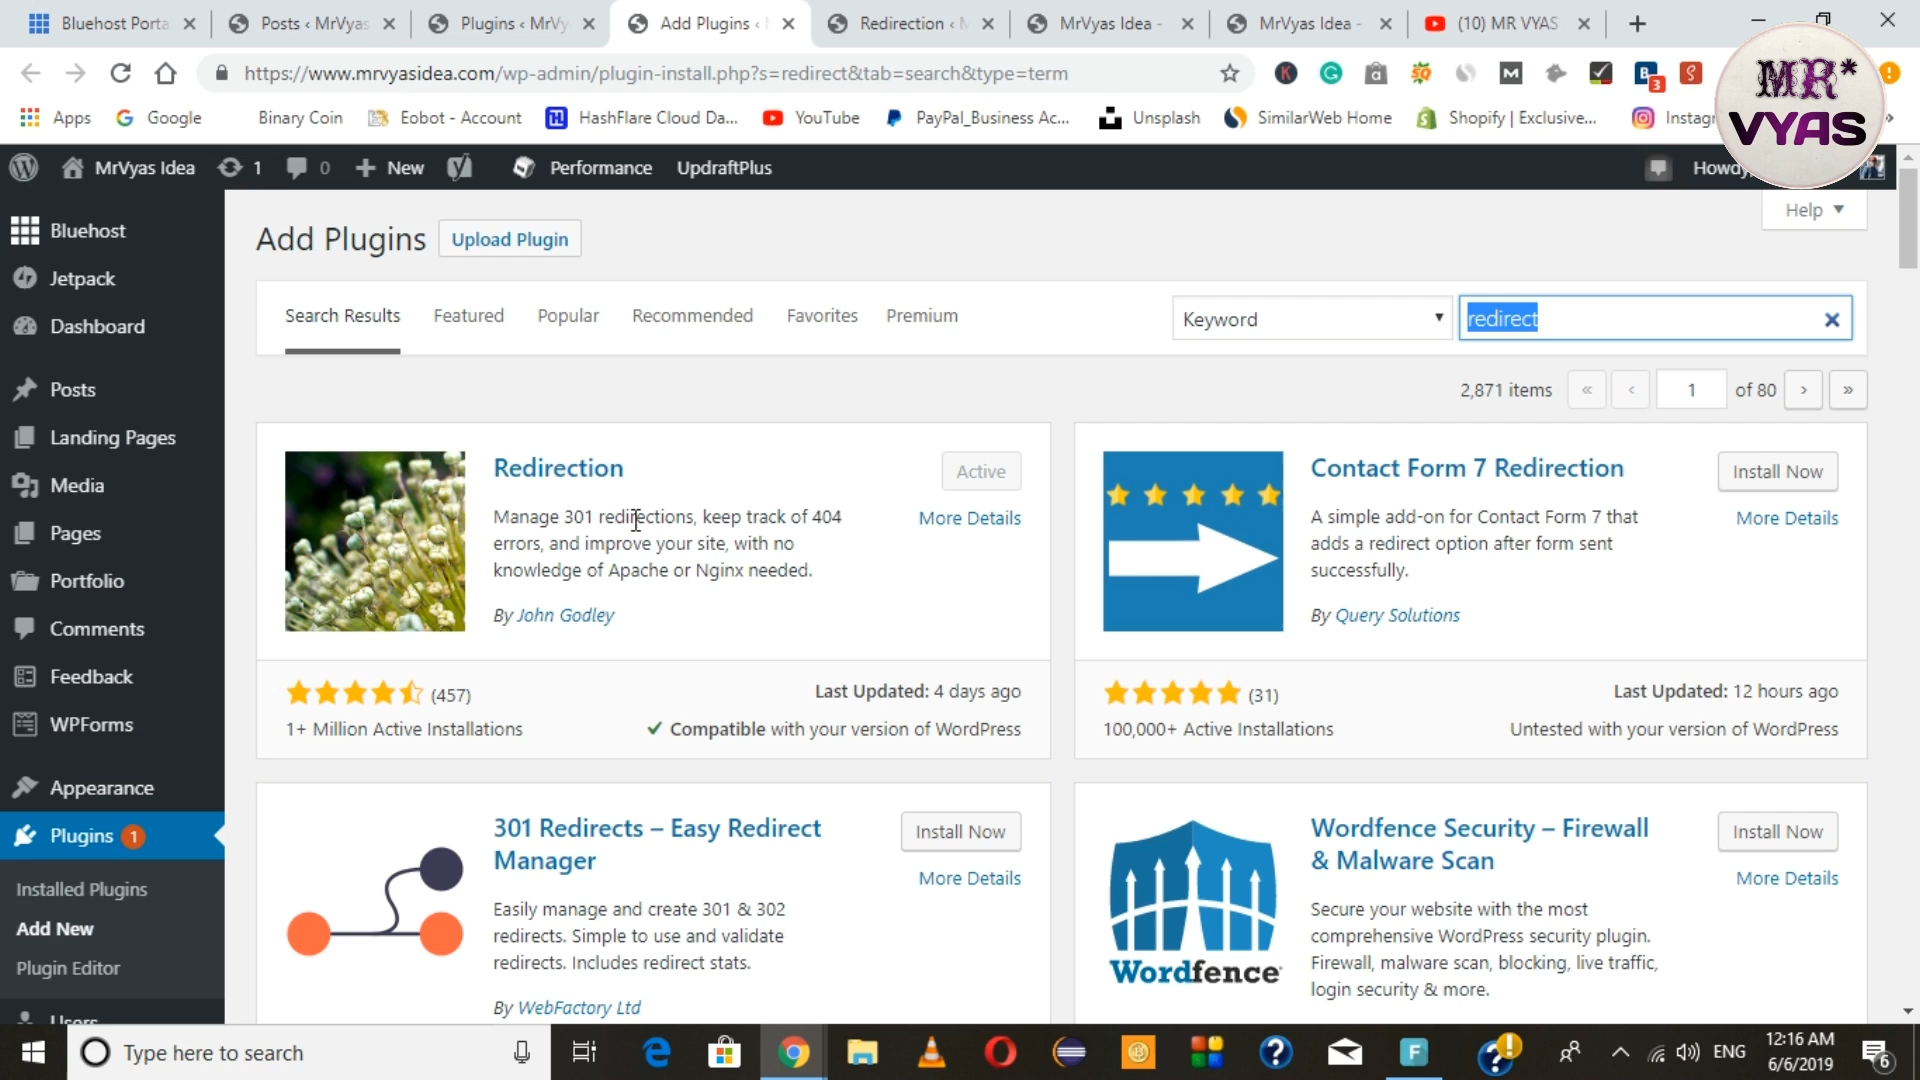 Bluehost Porta
Posts ‹ MrVyas
Plugins ‹ MrVy
Add Plugins ‹
Redirection ‹ M
MrVyas Idea -
MrVyas Idea -
(10) MR VYAS
https://www.mrvyasidea.com/wp-admin/plugin-install.php?s=redirect&tab=search&type=term
3
MR*
VYAS
Apps
Google
Binary Coin
Eobot - Account
HashFlare Cloud Da...
YouTube
PayPal_Business Ac...
Unsplash
SimilarWeb Home
Shopify | Exclusive...
Instagr
MrVyas Idea
1
0
New
Performance
UpdraftPlus
Howdy,
Bluehost
Jetpack
Dashboard
Posts
Landing Pages
Media
Pages
Portfolio
Comments
Feedback
WPForms
Appearance
Plugins 1
Installed Plugins
Add New
Plugin Editor
Users
Help
Add Plugins
Upload Plugin
Search Results
Featured
Popular
Recommended
Favorites
Premium
Keyword
redirect
2,871 items
«
‹
1
of 80
›
»
Redirection
Active
More Details
Manage 301 redirections, keep track of 404
errors, and improve your site, with no
knowledge of Apache or Nginx needed.
By John Godley
(457)
Last Updated: 4 days ago
1+ Million Active Installations
Compatible with your version of WordPress
Contact Form 7 Redirection
Install Now
More Details
A simple add-on for Contact Form 7 that
adds a redirect option after form sent
successfully.
By Query Solutions
(31)
Last Updated: 12 hours ago
100,000+ Active Installations
Untested with your version of WordPress
301 Redirects – Easy Redirect
Manager
Install Now
More Details
Easily manage and create 301 & 302
redirects. Simple to use and validate
redirects. Includes redirect stats.
By WebFactory Ltd
Wordfence
Wordfence Security – Firewall
& Malware Scan
Install Now
More Details
Secure your website with the most
comprehensive WordPress security plugin.
Firewall, malware scan, blocking, live traffic,
login security & more.
Type here to search
ENG
12:16 AM
6/6/2019
6